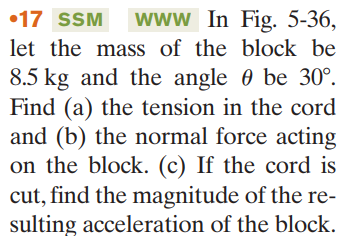 •17 SSM WWW In Fig. 5-36,
let the mass of the block be
8.5 kg and the angle θ be 30°.
Find (a) the tension in the cord
and (b) the normal force acting
on the block. (c) If the cord is
cut, find the magnitude of the re-
sulting acceleration of the block.